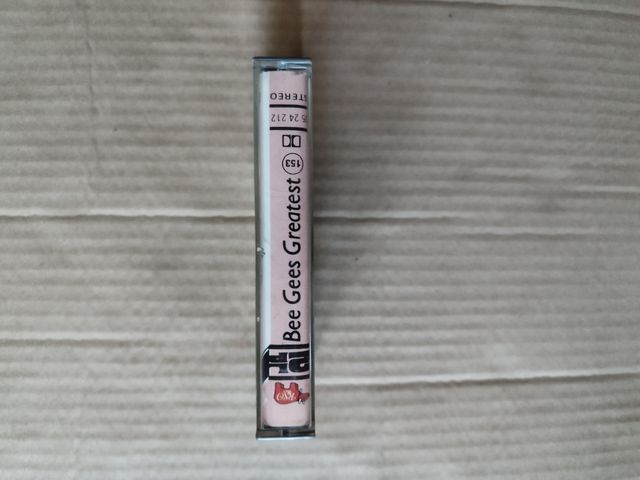 Bee Gees Greatest
153
5 24 212
STEREO